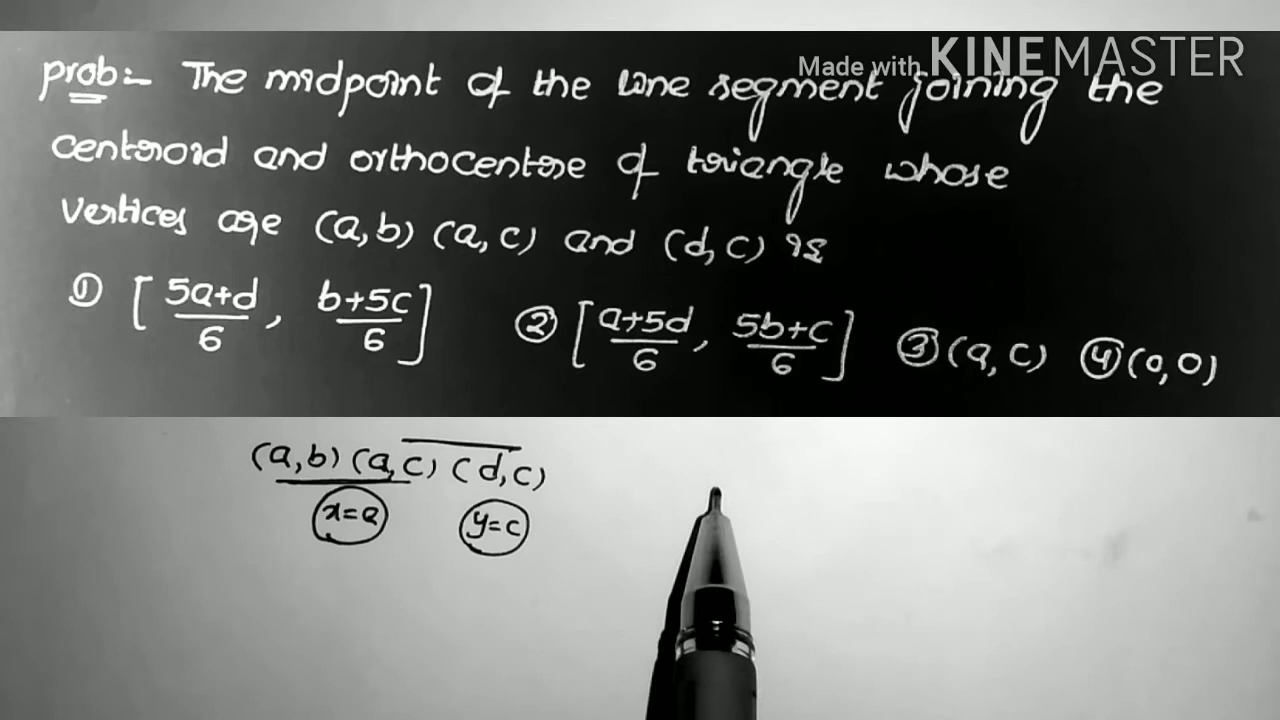 Made with KINEMASTER
prob:- The midpoint of the line segment joining the
centroid and orthocentre of triangle whose
vertices are (a,b) (a,c) and (d,c) is
① [5a+d/6, b+5c/6] ② [a+5d/6, 5b+c/6] ③ (a,c) ④ (0,0)
(a,b) (a,c) (d,c)
x=a y=c